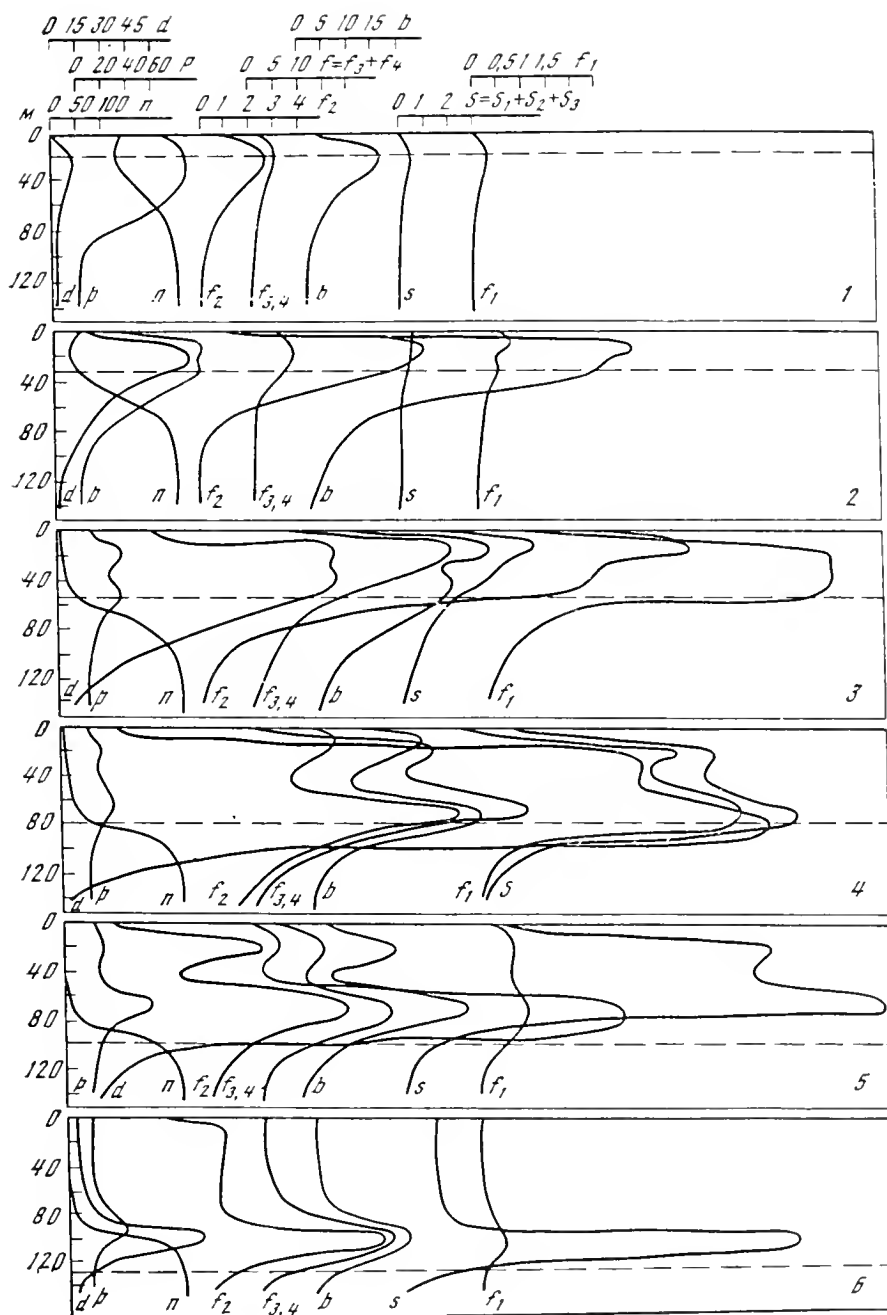 0 5 10 15 b
0 15 30 45 d
0 20 40 60 p
0 5 10 f=f3+f4
0 0,5 1 1,5 f1
м 0 50 100 n
0 1 2 3 4 f2
0 1 2 s=s1+s2+s3
0
40
80
120
d p n f2 f3,4 b s f1 1
0
40
80
120
d p n f2 f3,4 b s f1 2
0
40
80
120
d p n f2 f3,4 b s f1 3
0
40
80
120
d p n f2 f3,4 b f1 s 4
0
40
80
120
p d n f2 f3,4 b s f1 5
0
40
80
120
d p n f2 f3,4 b s f1 6